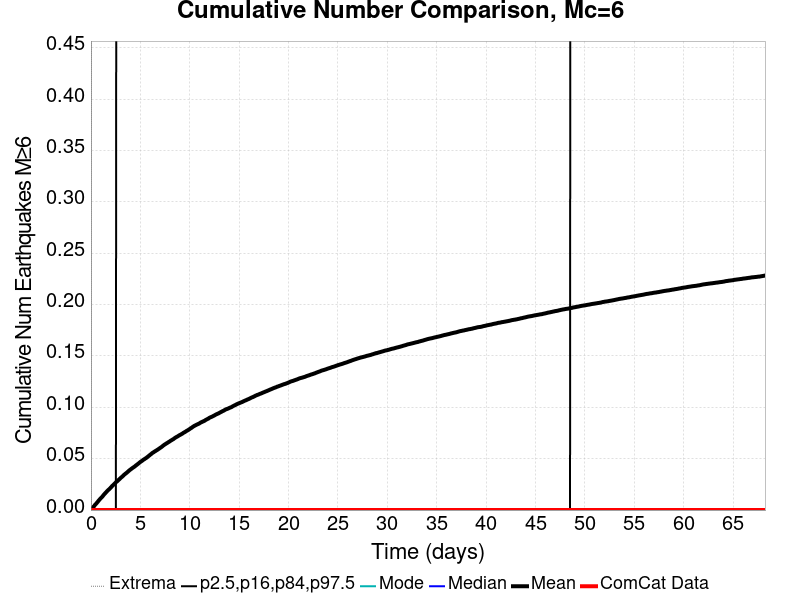 Cumulative Number Comparison, Mc=6
Cumulative Num Earthquakes M≥6
0.45
0.40
0.35
0.30
0.25
0.20
0.15
0.10
0.05
0.00
0 5 10 15 20 25 30 35 40 45 50 55 60 65
Time (days)
Extrema p2.5,p16,p84,p97.5 Mode Median Mean ComCat Data